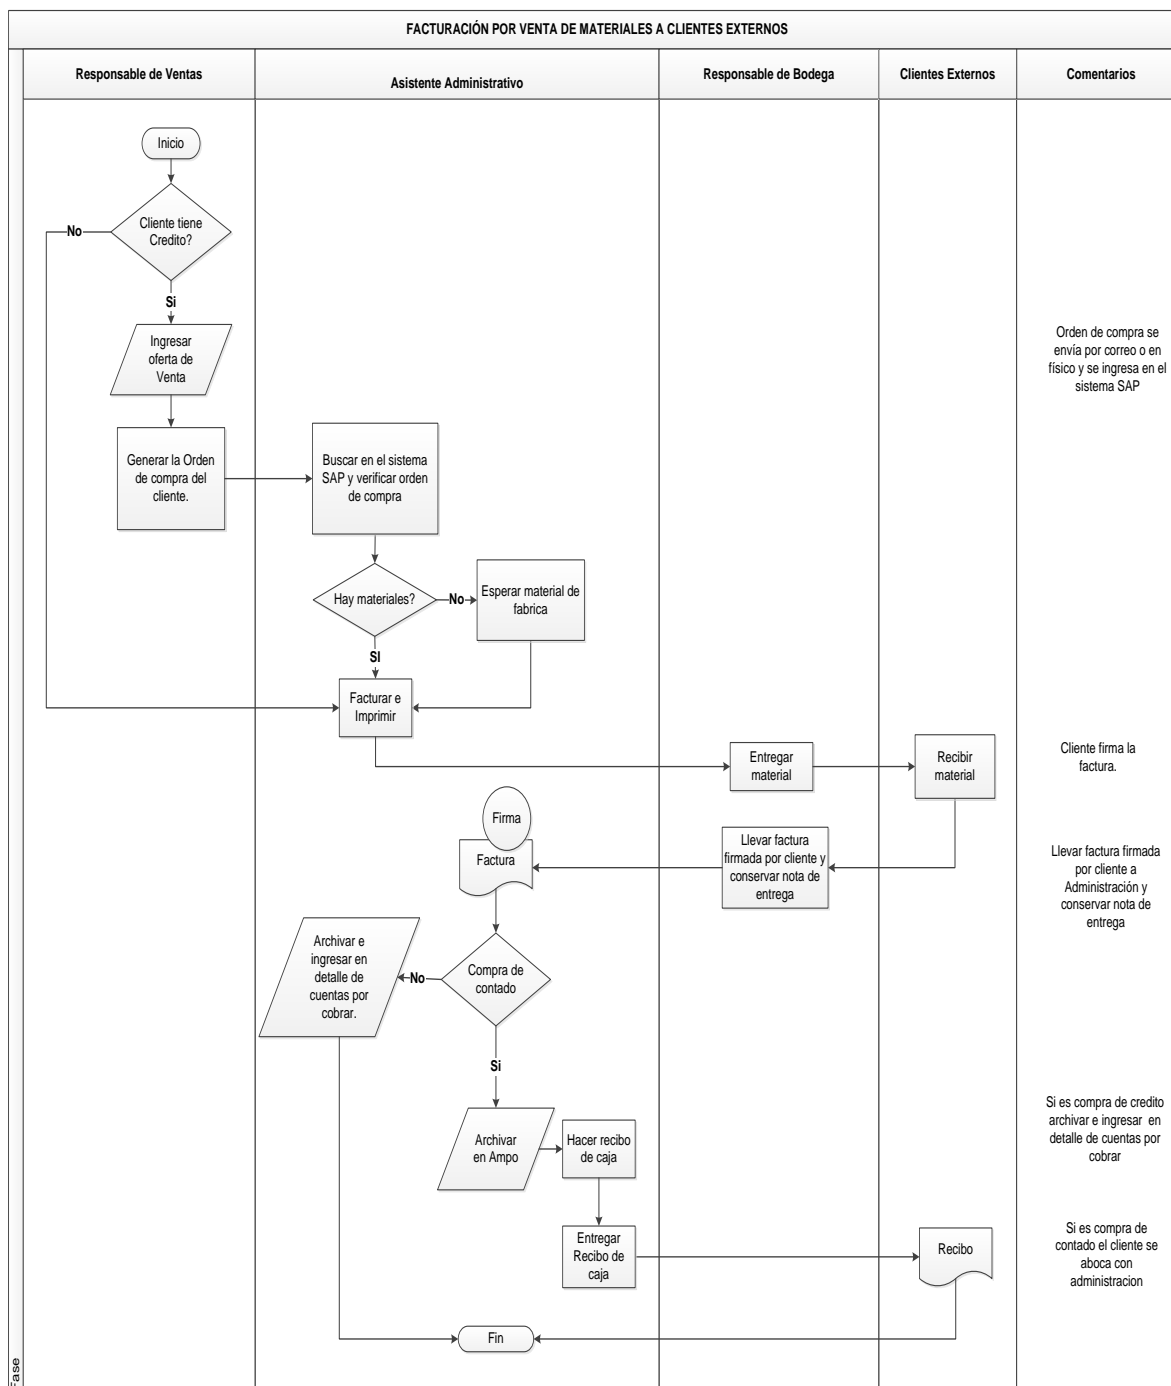 FACTURACIÓN POR VENTA DE MATERIALES A CLIENTES EXTERNOS
Responsable de Ventas
Asistente Administrativo
Responsable de Bodega
Clientes Externos
Comentarios
Inicio
Cliente tiene
Credito?
No
Si
Ingresar
oferta de
Venta
Orden de compra se
envía por correo o en
físico y se ingresa en el
sistema SAP
Generar la Orden
de compra del
cliente.
Buscar en el sistema
SAP y verificar orden
de compra
Hay materiales?
No
Esperar material de
fabrica
SI
Facturar e
Imprimir
Entregar
material
Recibir
material
Cliente firma la
factura.
Firma
Factura
Llevar factura
firmada por cliente y
conservar nota de
entrega
Llevar factura firmada
por cliente a
Administración y
conservar nota de
entrega
Archivar e
ingresar en
detalle de
cuentas por
cobrar.
No
Compra de
contado
Si
Archivar
en Ampo
Hacer recibo
de caja
Si es compra de credito
archivar e ingresar en
detalle de cuentas por
cobrar
Entregar
Recibo de
caja
Recibo
Si es compra de
contado el cliente se
aboca con
administracion
Fin
Fase